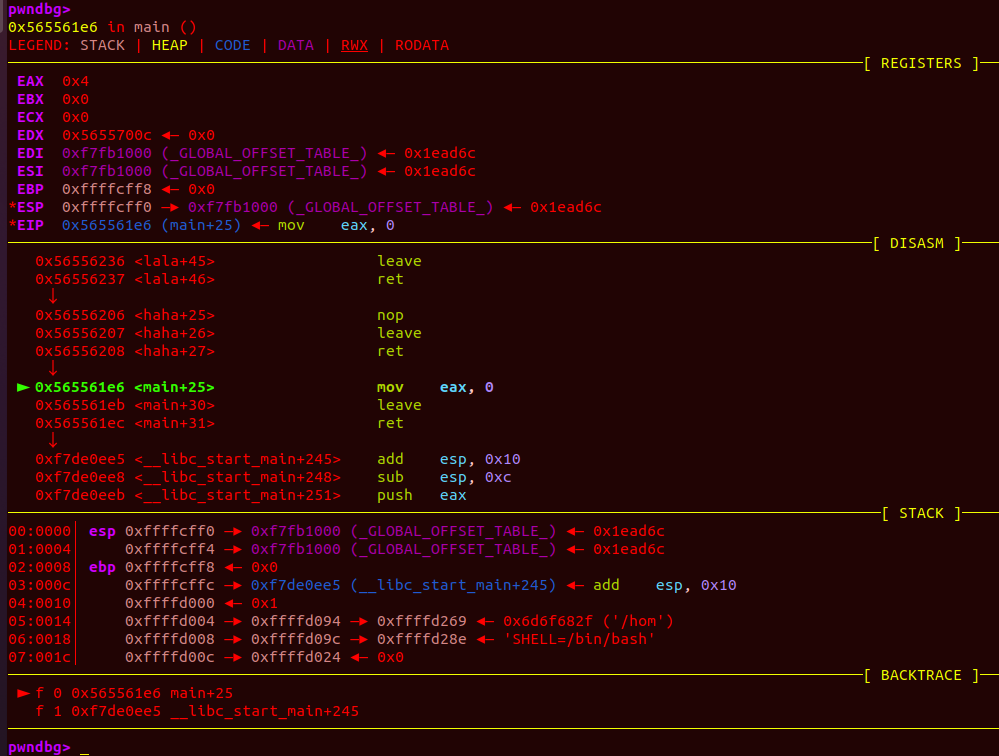 pwndbg>
0x565561e6 in main ()
LEGEND: STACK | HEAP | CODE | DATA | RWX | RODATA
[ REGISTERS ]
EAX  0x4
EBX  0x0
ECX  0x0
EDX  0x5655700c ◂— 0x0
EDI  0xf7fb1000 (_GLOBAL_OFFSET_TABLE_) ◂— 0x1ead6c
ESI  0xf7fb1000 (_GLOBAL_OFFSET_TABLE_) ◂— 0x1ead6c
EBP  0xffffcff8 ◂— 0x0
*ESP  0xffffcff0 —▸ 0xf7fb1000 (_GLOBAL_OFFSET_TABLE_) ◂— 0x1ead6c
*EIP  0x565561e6 (main+25) ◂— mov    eax, 0
[ DISASM ]
0x56556236 <lala+45>                  leave
0x56556237 <lala+46>                  ret
↓
0x56556206 <haha+25>                  nop
0x56556207 <haha+26>                  leave
0x56556208 <haha+27>                  ret
↓
► 0x565561e6 <main+25>                  mov    eax, 0
0x565561eb <main+30>                  leave
0x565561ec <main+31>                  ret
↓
0xf7de0ee5 <__libc_start_main+245>    add    esp, 0x10
0xf7de0ee8 <__libc_start_main+248>    sub    esp, 0xc
0xf7de0eeb <__libc_start_main+251>    push   eax
[ STACK ]
00:0000│  esp 0xffffcff0 —▸ 0xf7fb1000 (_GLOBAL_OFFSET_TABLE_) ◂— 0x1ead6c
01:0004│      0xffffcff4 —▸ 0xf7fb1000 (_GLOBAL_OFFSET_TABLE_) ◂— 0x1ead6c
02:0008│  ebp 0xffffcff8 ◂— 0x0
03:000c│      0xffffcffc —▸ 0xf7de0ee5 (__libc_start_main+245) ◂— add    esp, 0x10
04:0010│      0xffffd000 ◂— 0x1
05:0014│      0xffffd004 —▸ 0xffffd094 —▸ 0xffffd269 ◂— 0x6d6f682f ('/hom')
06:0018│      0xffffd008 —▸ 0xffffd09c —▸ 0xffffd28e ◂— 'SHELL=/bin/bash'
07:001c│      0xffffd00c —▸ 0xffffd024 ◂— 0x0
[ BACKTRACE ]
► f 0 0x565561e6 main+25
f 1 0xf7de0ee5 __libc_start_main+245
pwndbg> _